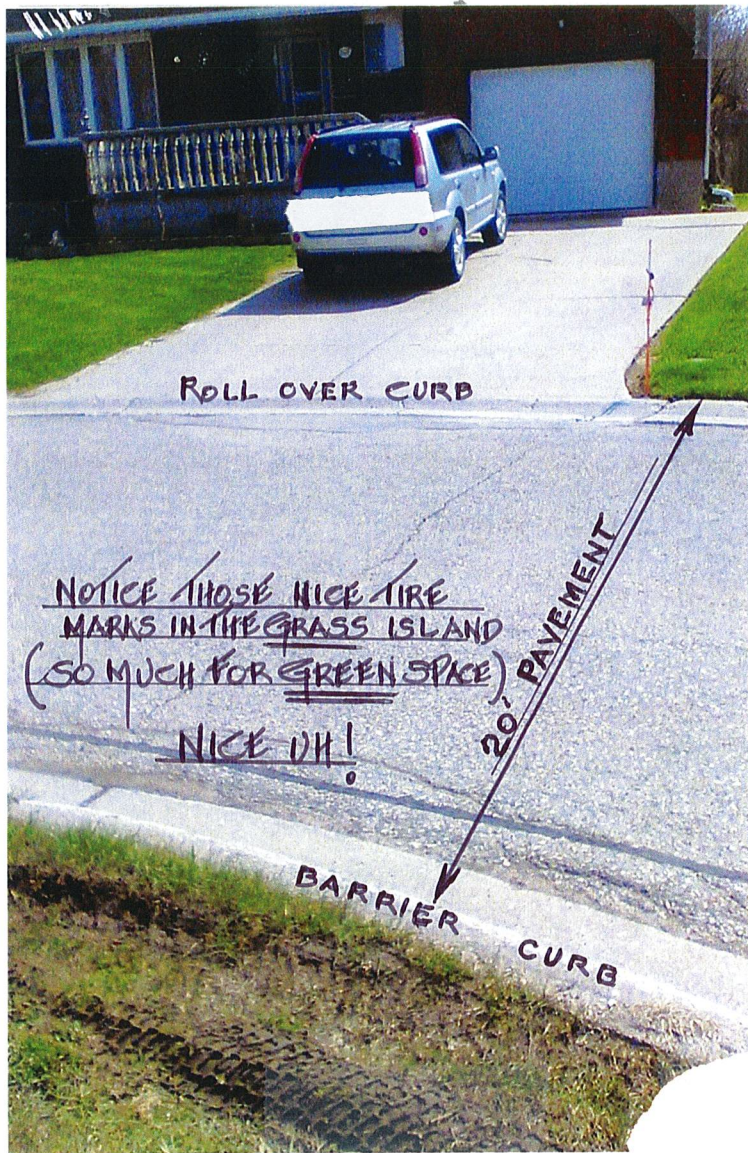 ROLL OVER CURB
NOTICE THOSE NICE TIRE
MARKS IN THE GRASS ISLAND
(SO MUCH FOR GREEN SPACE)
NICE UH!
20' PAVEMENT
BARRIER CURB